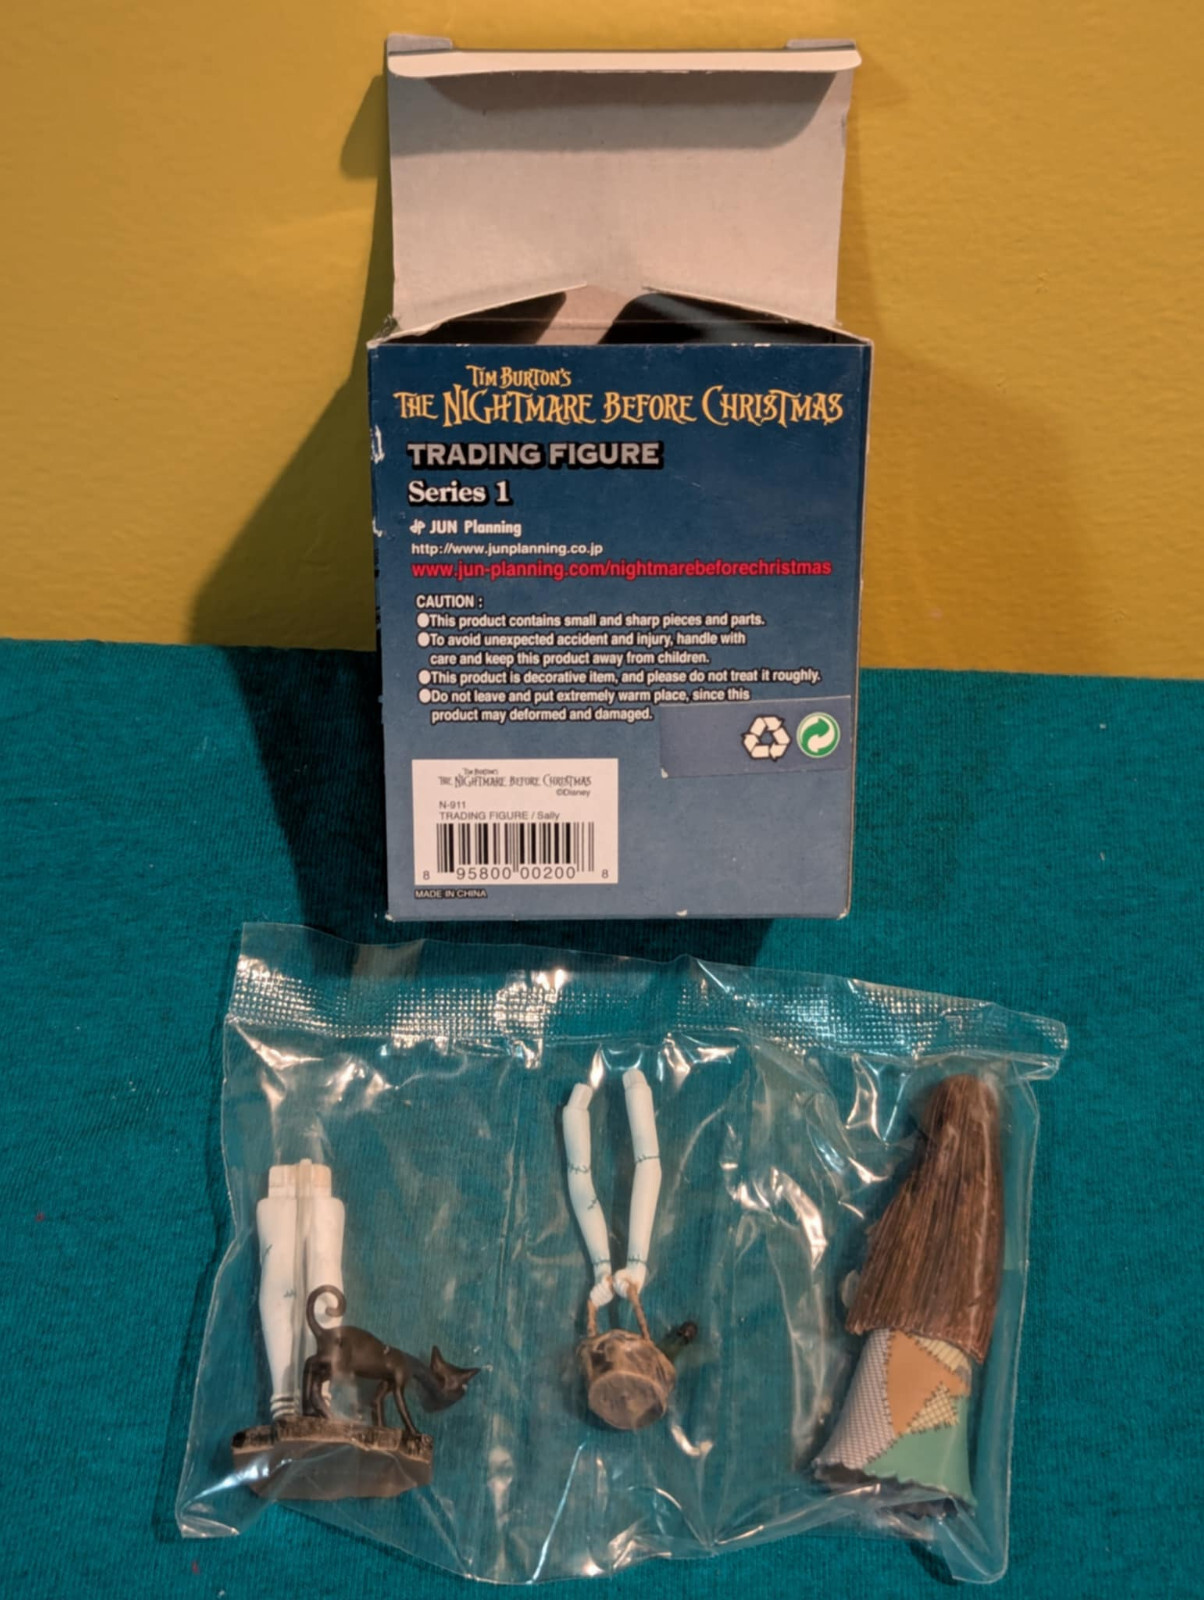 TIM BURTON'S
THE NIGHTMARE BEFORE CHRISTMAS
TRADING FIGURE
Series 1
JUN Planning
http://www.junplanning.co.jp
www.jun-planning.com/nightmarebeforechristmas
CAUTION :
●This product contains small and sharp pieces and parts.
●To avoid unexpected accident and injury, handle with
care and keep this product away from children.
●This product is decorative item, and please do not treat it roughly.
●Do not leave and put extremely warm place, since this
product may deformed and damaged.
TIM BURTON'S
THE NIGHTMARE BEFORE CHRISTMAS
©Disney
N-911
TRADING FIGURE / Sally
8 95800 00200 8
MADE IN CHINA